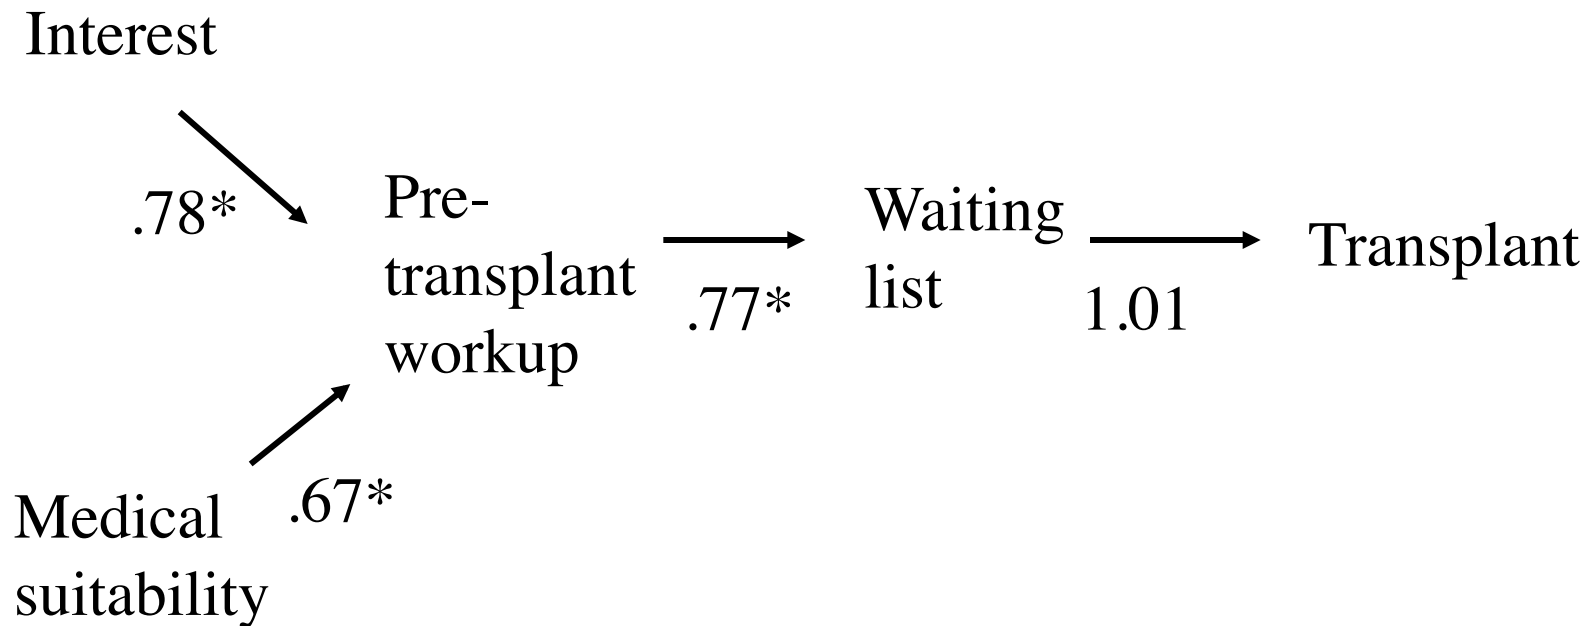 Interest
.78*
Pre-
transplant
workup
.77*
Waiting
list
1.01
Transplant
.67*
Medical
suitability